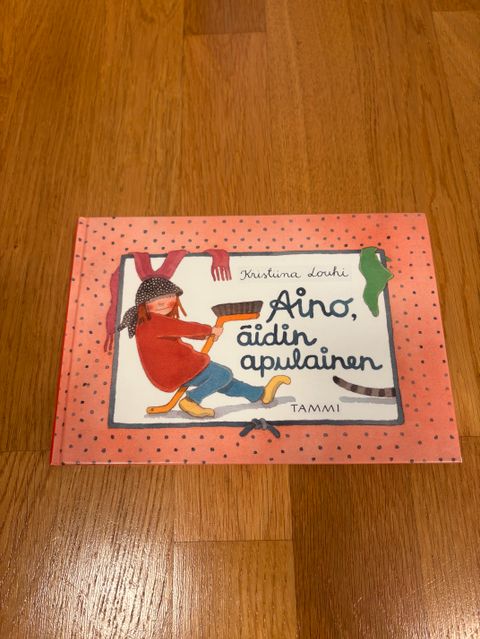 Kristiina Louhi
Aino,
äidin
apulainen
TAMMI